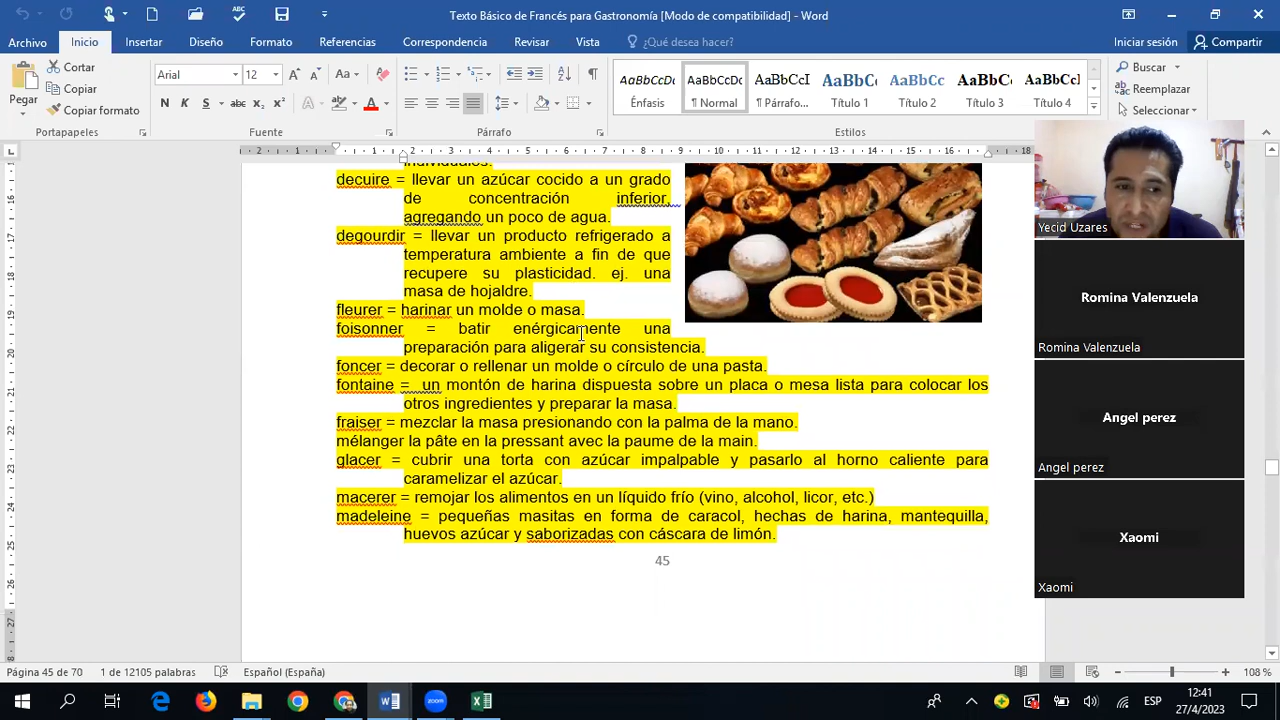 Texto Básico de Francés para Gastronomía [Modo de compatibilidad] - Word
Archivo Inicio Insertar Diseño Formato Referencias Correspondencia Revisar Vista ¿Qué desea hacer? Iniciar sesión Compartir
Cortar
Copiar
Copiar formato
Pegar
Arial 12
N K S abc x₂ x²
AaBbCcDc AaBbCcDc AaBbCcI AaBbC AaBbCc AaBbCc AaBbCcI
Énfasis ¶ Normal ¶ Párrafo... Título 1 Título 2 Título 3 Título 4
Buscar
Reemplazar
Seleccionar
Portapapeles Fuente Párrafo Estilos
individuales.
decuire = llevar un azúcar cocido a un grado
de concentración inferior,
agregando un poco de agua.
degourdir = llevar un producto refrigerado a
temperatura ambiente a fin de que
recupere su plasticidad. ej. una
masa de hojaldre.
fleurer = harinar un molde o masa.
foisonner = batir enérgicamente una
preparación para aligerar su consistencia.
foncer = decorar o rellenar un molde o círculo de una pasta.
fontaine = un montón de harina dispuesta sobre un placa o mesa lista para colocar los
otros ingredientes y preparar la masa.
fraiser = mezclar la masa presionando con la palma de la mano.
mélanger la pâte en la pressant avec la paume de la main.
glacer = cubrir una torta con azúcar impalpable y pasarlo al horno caliente para
caramelizar el azúcar.
macerer = remojar los alimentos en un líquido frío (vino, alcohol, licor, etc.)
madeleine = pequeñas masitas en forma de caracol, hechas de harina, mantequilla,
huevos azúcar y saborizadas con cáscara de limón.
45
Yecid Uzares
Romina Valenzuela
Romina Valenzuela
Angel perez
Angel perez
Xaomi
Xaomi
Página 45 de 70 1 de 12105 palabras Español (España) 108 %
ESP
12:41
27/4/2023